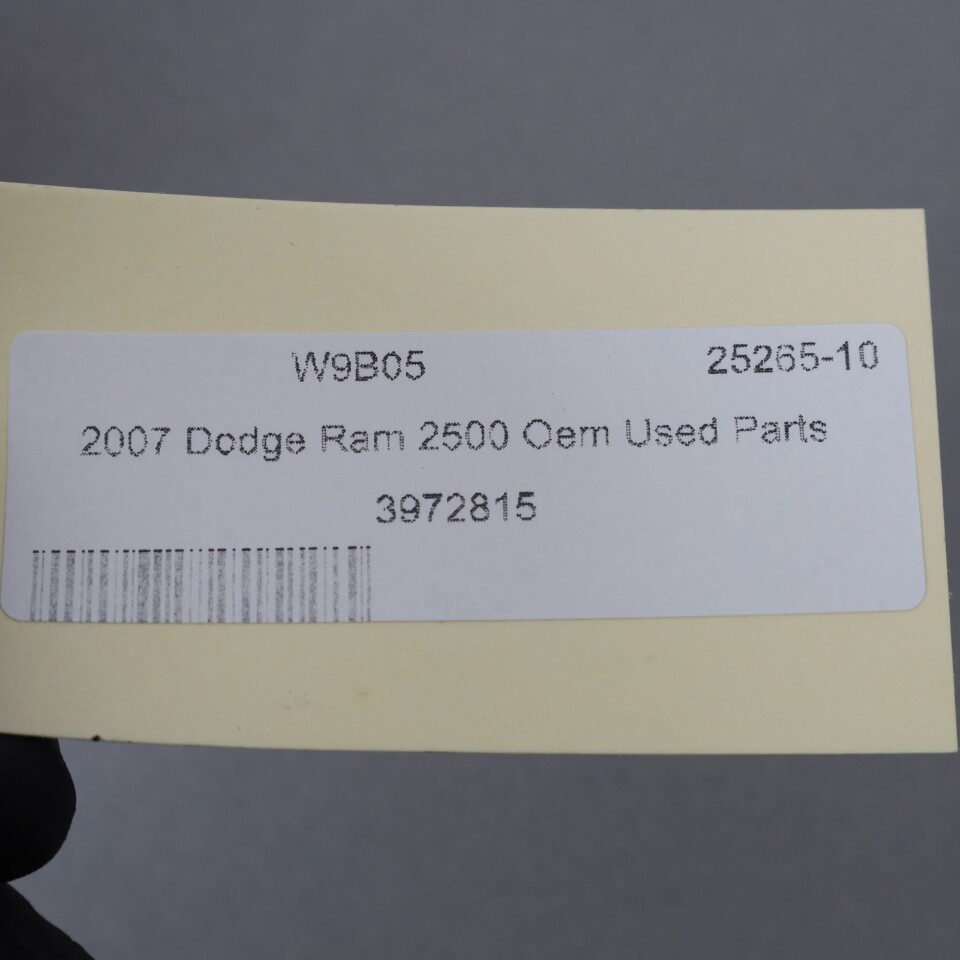 W9B05 25265-10
2007 Dodge Ram 2500 Oem Used Parts
3972815